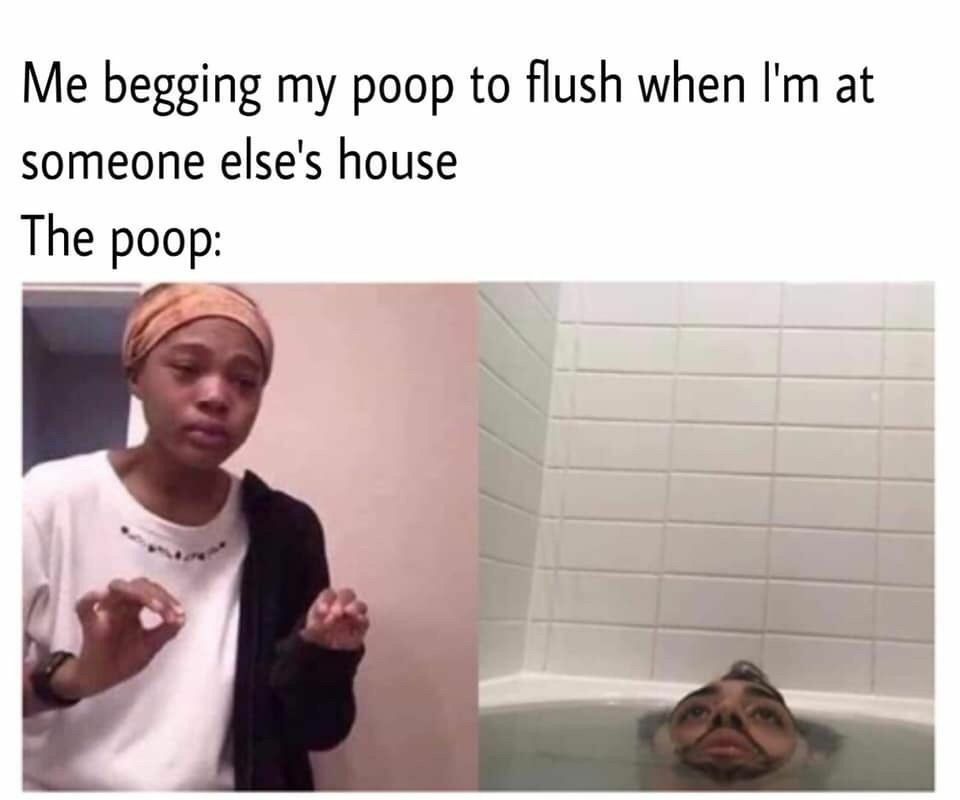 Me begging my poop to flush when I'm at
someone else's house
The poop: